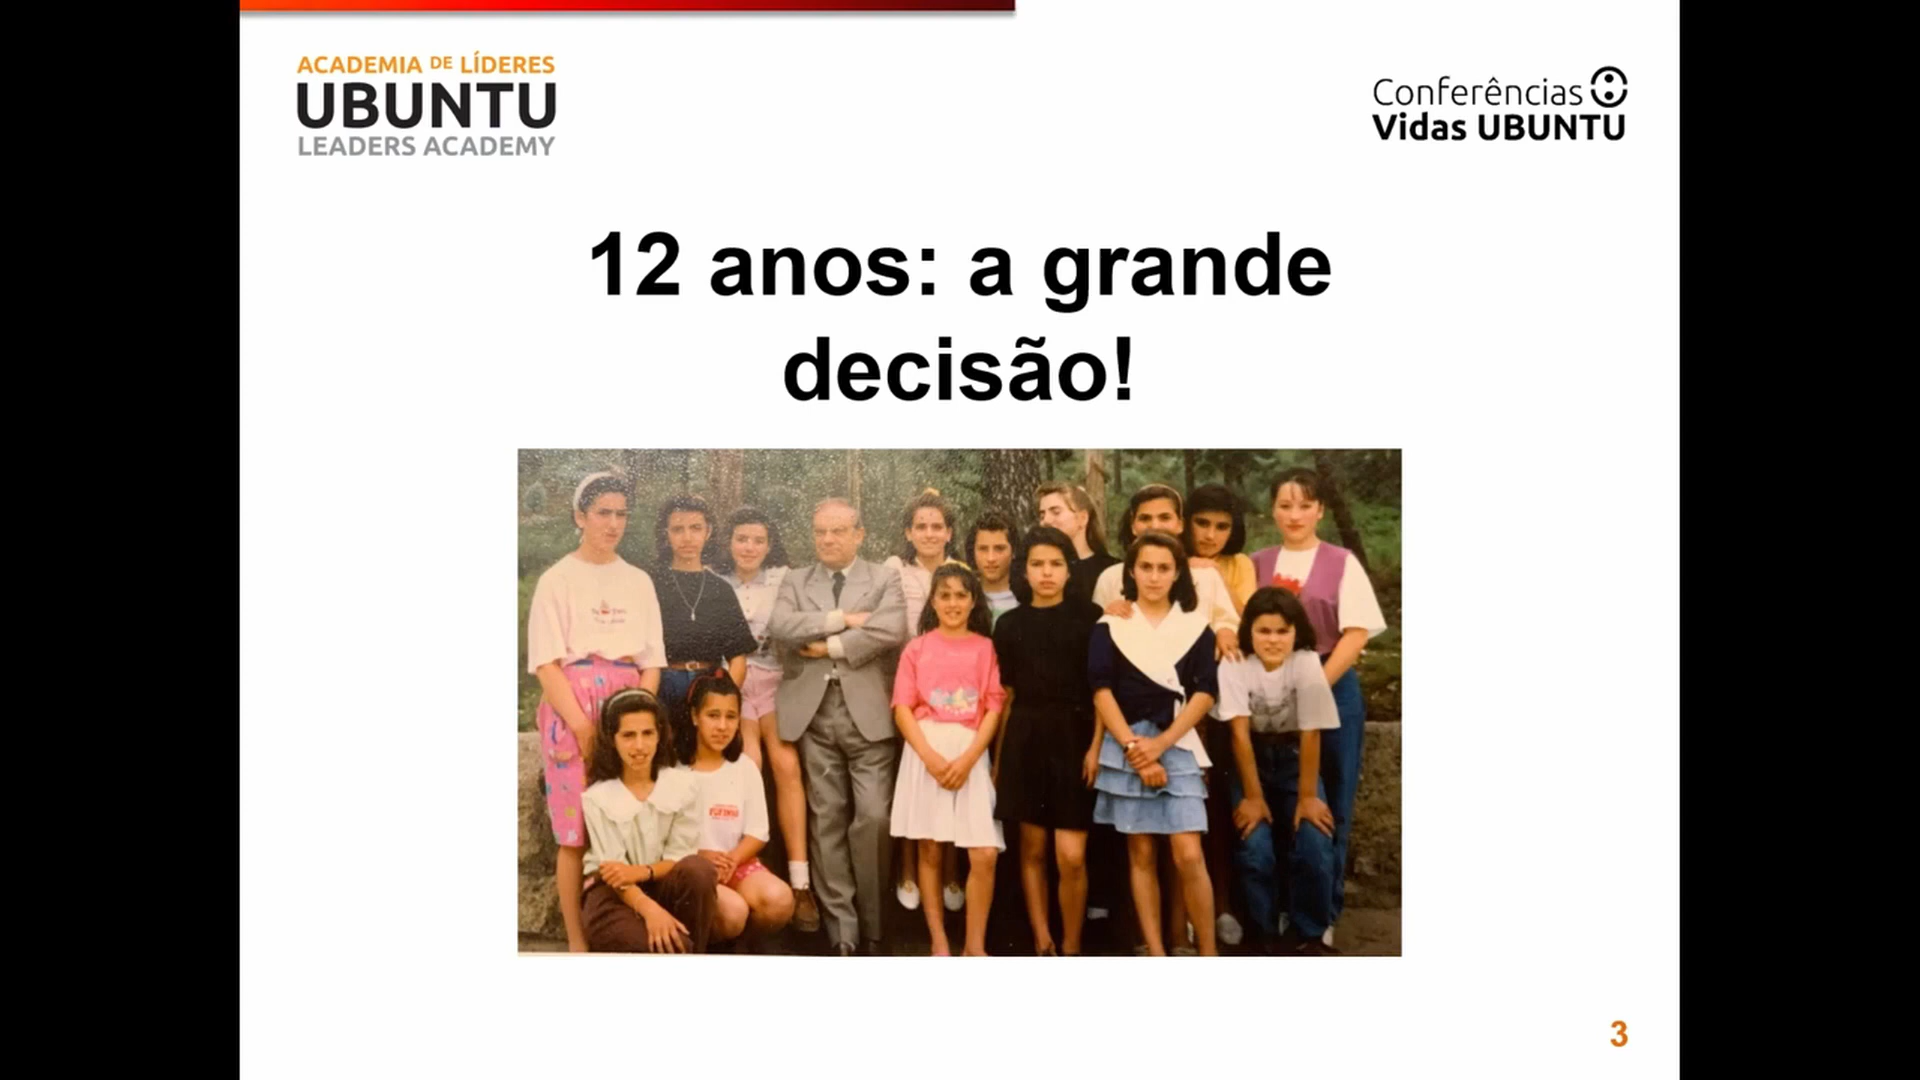 ACADEMIA DE LÍDERES
UBUNTU
LEADERS ACADEMY
Conferências
Vidas UBUNTU
12 anos: a grande
decisão!
3